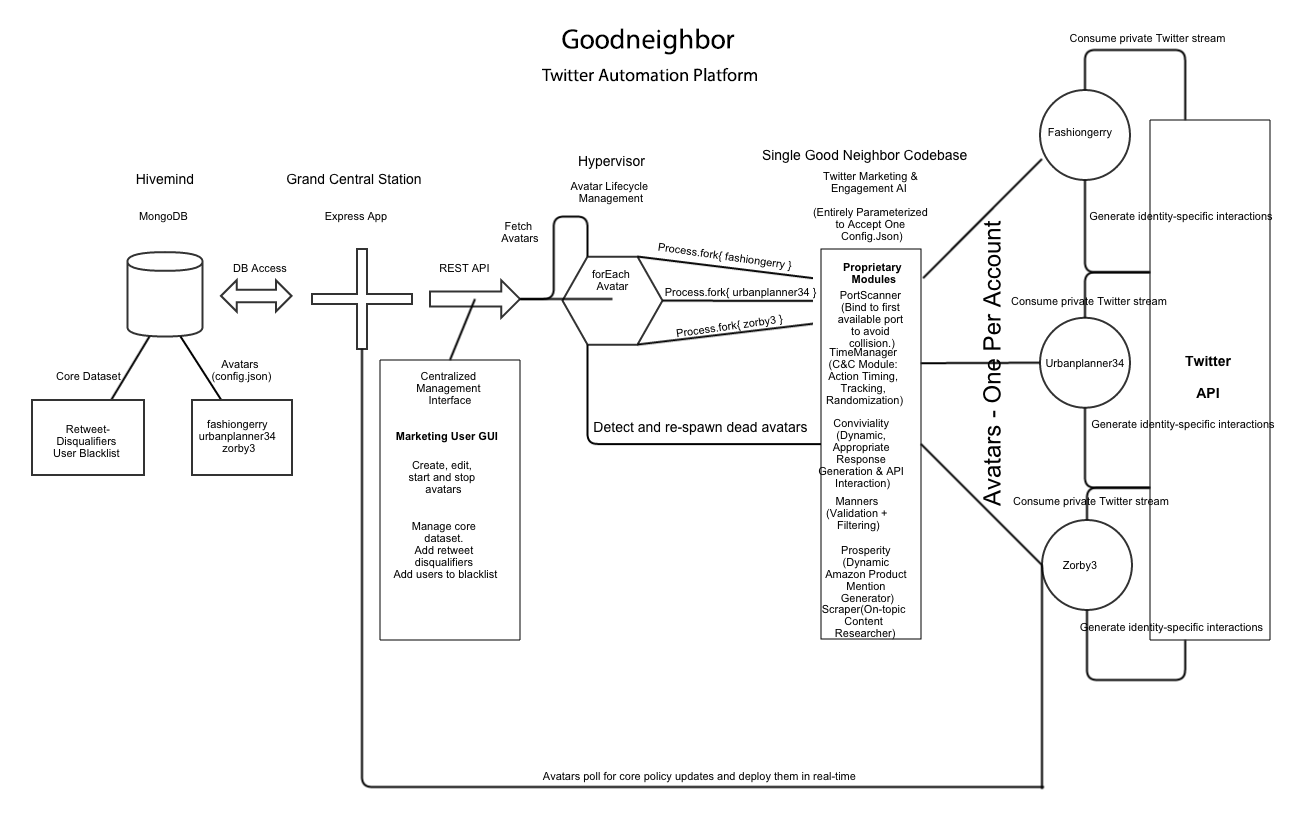 Goodneighbor
Twitter Automation Platform
Hivemind
MongoDB
DB Access
Core Dataset
Avatars
(config.json)
Retweet-
Disqualifiers
User Blacklist
fashiongerry
urbanplanner34
zorby3
Grand Central Station
Express App
REST API
Centralized
Management
Interface
Marketing User GUI
Create, edit,
start and stop
avatars
Manage core
dataset.
Add retweet
disqualifiers
Add users to blacklist
Fetch
Avatars
Hypervisor
Avatar Lifecycle
Management
forEach
Avatar
Process.fork{ fashiongerry }
Process.fork{ urbanplanner34 }
Process.fork{ zorby3 }
Detect and re-spawn dead avatars
Single Good Neighbor Codebase
Twitter Marketing &
Engagement AI
(Entirely Parameterized
to Accept One
Config.Json)
Proprietary
Modules
PortScanner
(Bind to first
available port
to avoid
collision.)
TimeManager
(C&C Module:
Action Timing,
Tracking,
Randomization)
Conviviality
(Dynamic,
Appropriate
Response
Generation & API
Interaction)
Manners
(Validation +
Filtering)
Prosperity
(Dynamic
Amazon Product
Mention
Generator)
Scraper(On-topic
Content
Researcher)
Avatars - One Per Account
Consume private Twitter stream
Fashiongerry
Generate identity-specific interactions
Consume private Twitter stream
Urbanplanner34
Generate identity-specific interactions
Consume private Twitter stream
Zorby3
Generate identity-specific interactions
Twitter
API
Avatars poll for core policy updates and deploy them in real-time